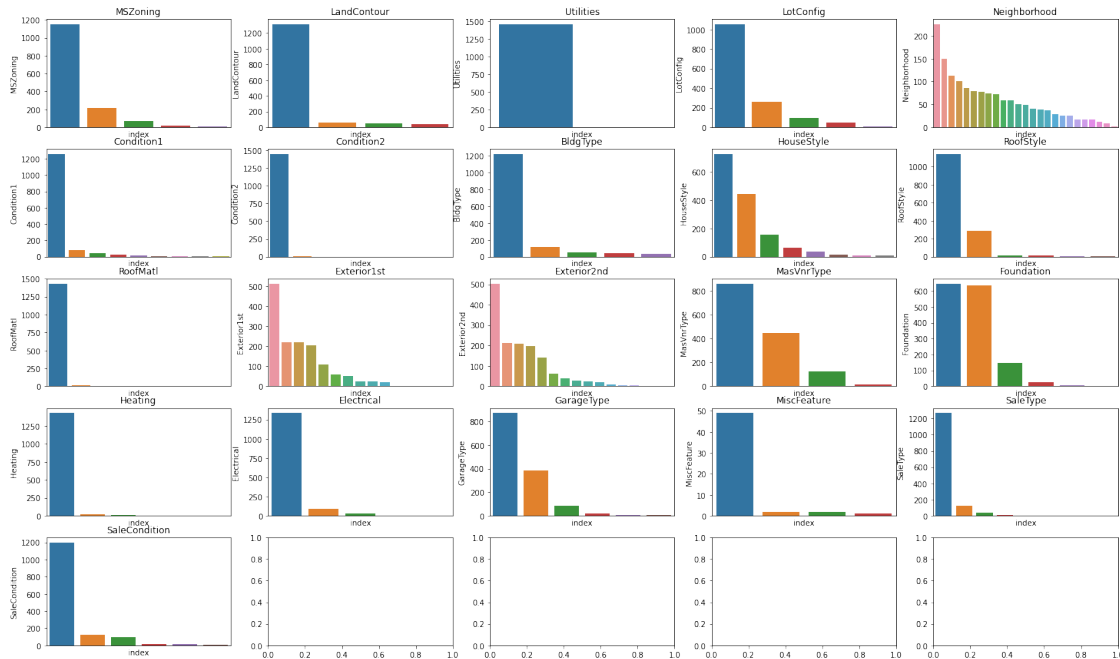 MSZoning
LandContour
Utilities
LotConfig
Neighborhood
1200
1000
800
600
400
200
0
MSZoning
index
1200
1000
800
600
400
200
0
LandContour
index
1500
1250
1000
750
500
250
0
Utilities
index
1000
800
600
400
200
0
LotConfig
index
200
150
100
50
0
Neighborhood
index
Condition1
Condition2
BldgType
HouseStyle
RoofStyle
1200
1000
800
600
400
200
0
Condition1
index
1500
1250
1000
750
500
250
0
Condition2
index
1200
1000
800
600
400
200
0
BldgType
index
600
400
200
0
HouseStyle
index
1000
800
600
400
200
0
RoofStyle
index
RoofMatl
Exterior1st
Exterior2nd
MasVnrType
Foundation
1500
1250
1000
750
500
250
0
RoofMatl
index
500
400
300
200
100
0
Exterior1st
index
500
400
300
200
100
0
Exterior2nd
index
800
600
400
200
0
MasVnrType
index
600
500
400
300
200
100
0
Foundation
index
Heating
Electrical
GarageType
MiscFeature
SaleType
1250
1000
750
500
250
0
Heating
index
1250
1000
750
500
250
0
Electrical
index
800
600
400
200
0
GarageType
index
50
40
30
20
10
0
MiscFeature
index
1200
1000
800
600
400
200
0
SaleType
index
SaleCondition
1200
1000
800
600
400
200
0
SaleCondition
index
1.0
0.8
0.6
0.4
0.2
0.0
0.0 0.2 0.4 0.6 0.8 1.0
1.0
0.8
0.6
0.4
0.2
0.0
0.0 0.2 0.4 0.6 0.8 1.0
1.0
0.8
0.6
0.4
0.2
0.0
0.0 0.2 0.4 0.6 0.8 1.0
1.0
0.8
0.6
0.4
0.2
0.0
0.0 0.2 0.4 0.6 0.8 1.0